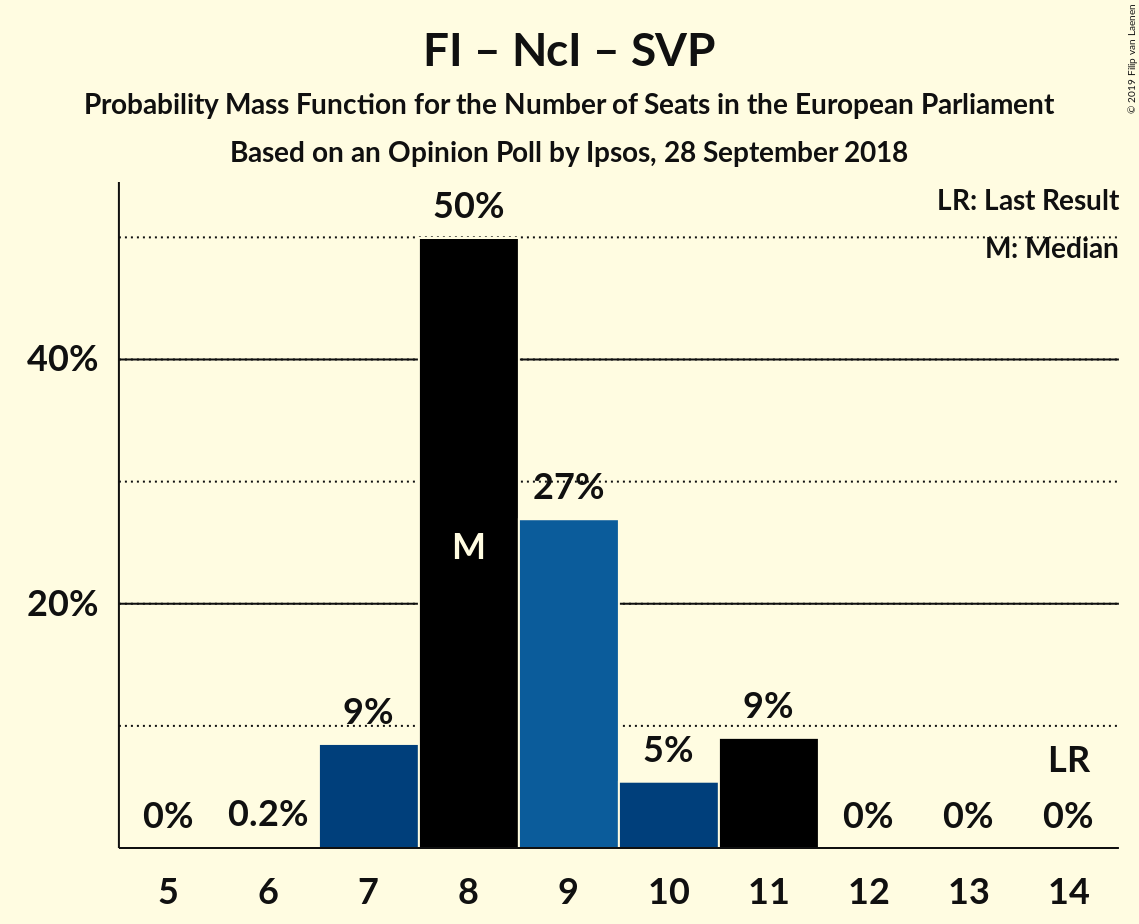 FI – NcI – SVP
Probability Mass Function for the Number of Seats in the European Parliament
Based on an Opinion Poll by Ipsos, 28 September 2018
© 2019 Filip van Laenen
LR: Last Result
M: Median
50%
40%
27%
M
20%
9%
9%
5%
LR
0%
0.2%
0%
0%
0%
5 6 7 8 9 10 11 12 13 14